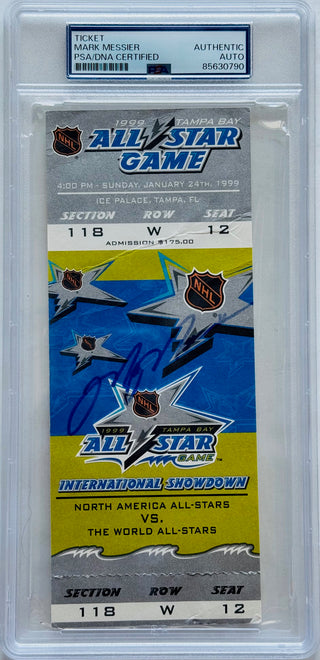 TICKET
MARK MESSIER AUTHENTIC
PSA/DNA CERTIFIED AUTO
PSA 85630790
1999 TAMPA BAY
NHL ALL STAR
GAME
4:00 PM - SUNDAY, JANUARY 24TH, 1999
ICE PALACE, TAMPA, FL
SECTION ROW SEAT
118 W 12
ADMISSION $175.00
NHL
NHL
NHL
NHL
1999 TAMPA BAY
ALL STAR
GAME
INTERNATIONAL SHOWDOWN
NORTH AMERICA ALL-STARS
VS.
THE WORLD ALL-STARS
SECTION ROW SEAT
118 W 12